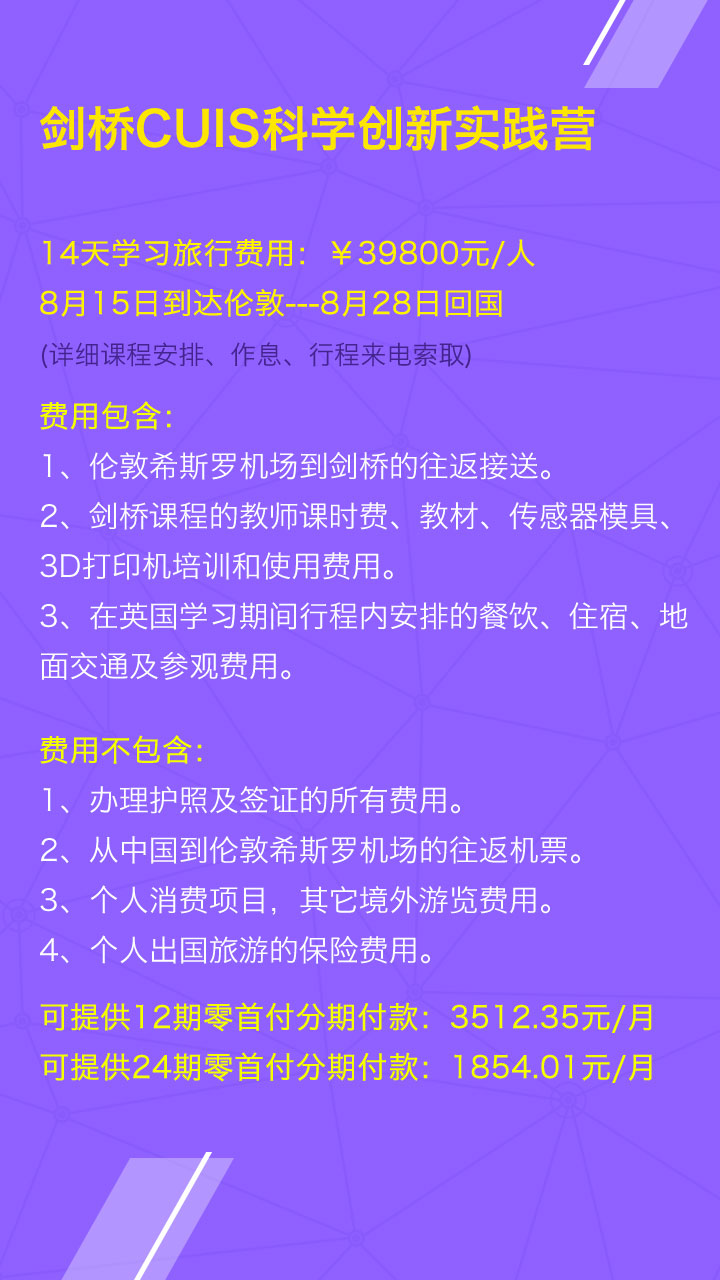 剑桥CUIS科学创新实践营
14天学习旅行费用：￥39800元/人
8月15日到达伦敦---8月28日回国
(详细课程安排、作息、行程来电索取)
费用包含：
1、伦敦希斯罗机场到剑桥的往返接送。
2、剑桥课程的教师课时费、教材、传感器模具、
3D打印机培训和使用费用。
3、在英国学习期间行程内安排的餐饮、住宿、地
面交通及参观费用。
费用不包含：
1、办理护照及签证的所有费用。
2、从中国到伦敦希斯罗机场的往返机票。
3、个人消费项目，其它境外游览费用。
4、个人出国旅游的保险费用。
可提供12期零首付分期付款：3512.35元/月
可提供24期零首付分期付款：1854.01元/月